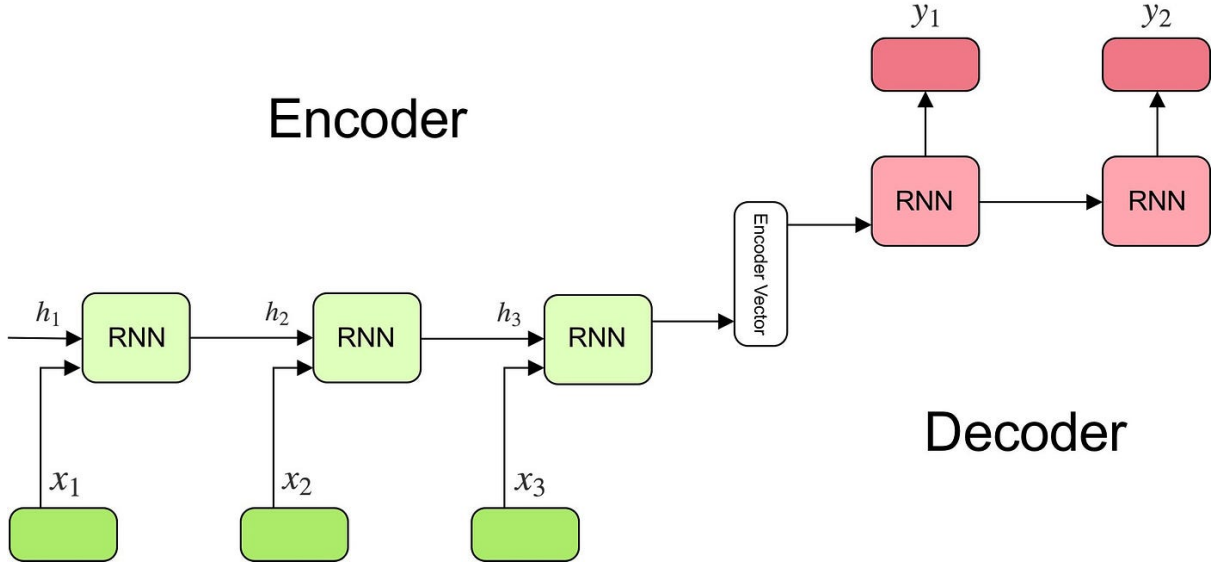 y₁ y₂
Encoder
RNN RNN
Encoder Vector
h₁ h₂ h₃
RNN RNN RNN
Decoder
x₁ x₂ x₃